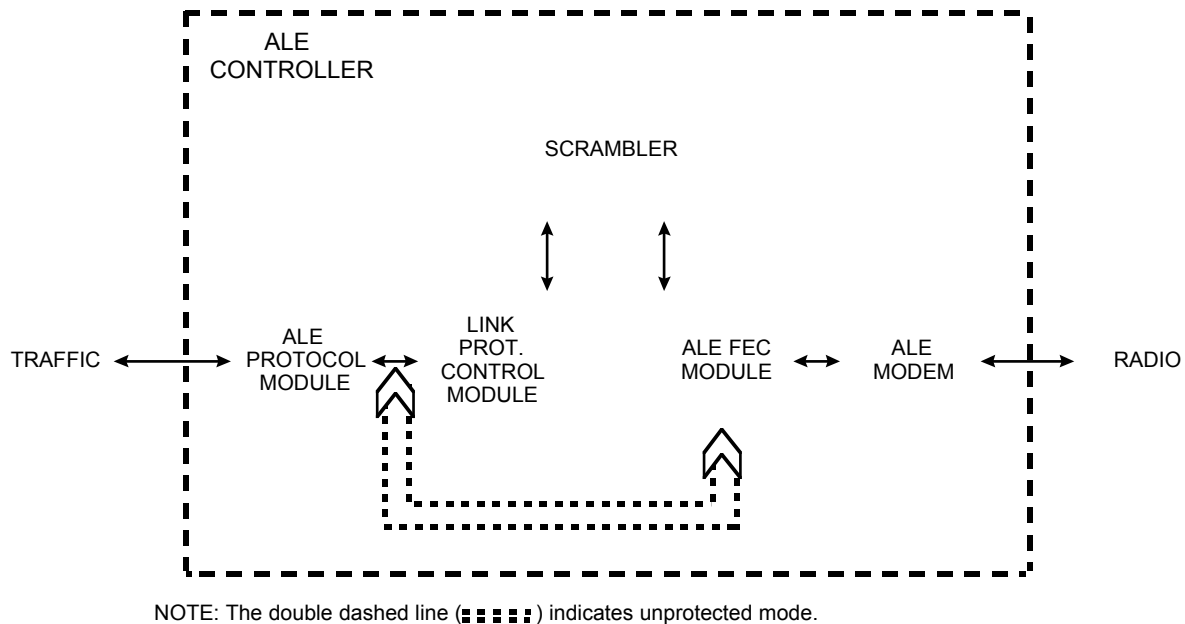 ALE
CONTROLLER
SCRAMBLER
TRAFFIC
ALE
PROTOCOL
MODULE
LINK
PROT.
CONTROL
MODULE
ALE FEC
MODULE
ALE
MODEM
RADIO
NOTE: The double dashed line ( ) indicates unprotected mode.